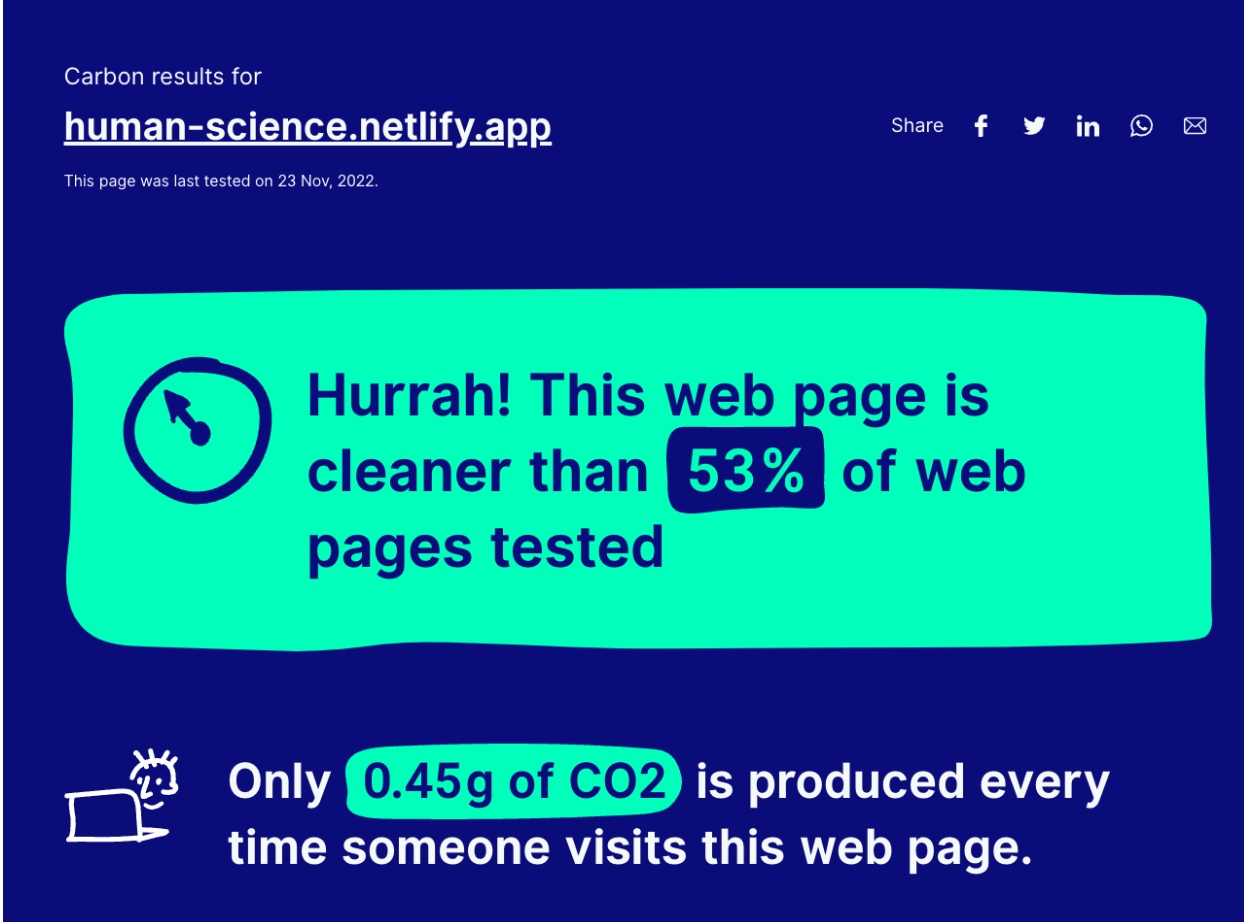 Carbon results for
human-science.netlify.app
Share
This page was last tested on 23 Nov, 2022.
Hurrah! This web page is
cleaner than 53% of web
pages tested
Only 0.45g of CO2 is produced every
time someone visits this web page.